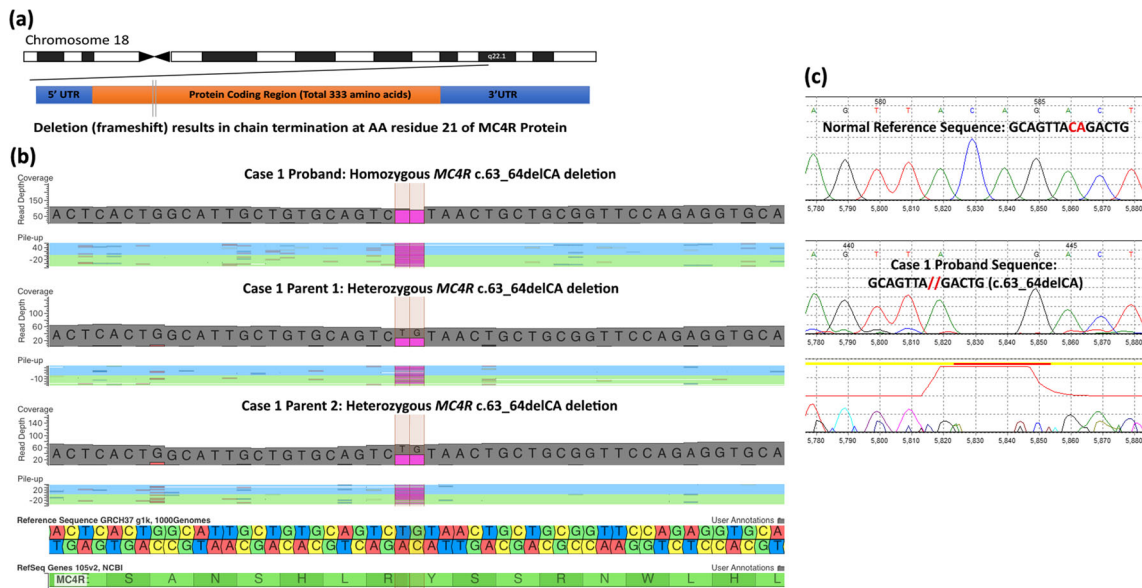 (a)
Chromosome 18
q22.1
5' UTR
Protein Coding Region (Total 333 amino acids)
3'UTR
Deletion (frameshift) results in chain termination at AA residue 21 of MC4R Protein
(b)
Case 1 Proband: Homozygous MC4R c.63_64delCA deletion
Coverage
Read Depth
150
50
ACTCACTGGCATTGCTGTGCAGTC TAACTGCTGCGGTTCCAGAGGTGCA
Pile-up
40
-20
Case 1 Parent 1: Heterozygous MC4R c.63_64delCA deletion
Coverage
Read Depth
140
100
60
20
ACTCACTGGCATTGCTGTGCAGTCTGTAACTGCTGCGGTTCCAGAGGTGCA
Pile-up
-10
Case 1 Parent 2: Heterozygous MC4R c.63_64delCA deletion
Coverage
Read Depth
140
100
60
20
ACTCACTGGCATTGCTGTGCAGTCTGTAACTGCTGCGGTTCCAGAGGTGCA
Pile-up
20
-20
Reference Sequence GRCH37 g1k, 1000Genomes
User Annotations
ACTCACTGGCATTGCTGTGCAGTCTGTAACTGCTGCGGTTCCAGAGGTGCA
TGAGTGACCGTAACGACACGTCAGACATTGACGACGCCAAGGTCTCCACGT
RefSeq Genes 105v2, NCBI
User Annotations
MC4R S A N S H L R Y S S R N W L H L
(c)
580 585
A G T T A C A G A C T
Normal Reference Sequence: GCAGTTACAGACTG
5,780 5,790 5,800 5,810 5,820 5,830 5,840 5,850 5,860 5,870 5,880
440 445
A G T T A G A C T
Case 1 Proband Sequence:
GCAGTTA//GACTG (c.63_64delCA)
5,780 5,790 5,800 5,810 5,820 5,830 5,840 5,850 5,860 5,870 5,880
5,780 5,790 5,800 5,810 5,820 5,830 5,840 5,850 5,860 5,870 5,880